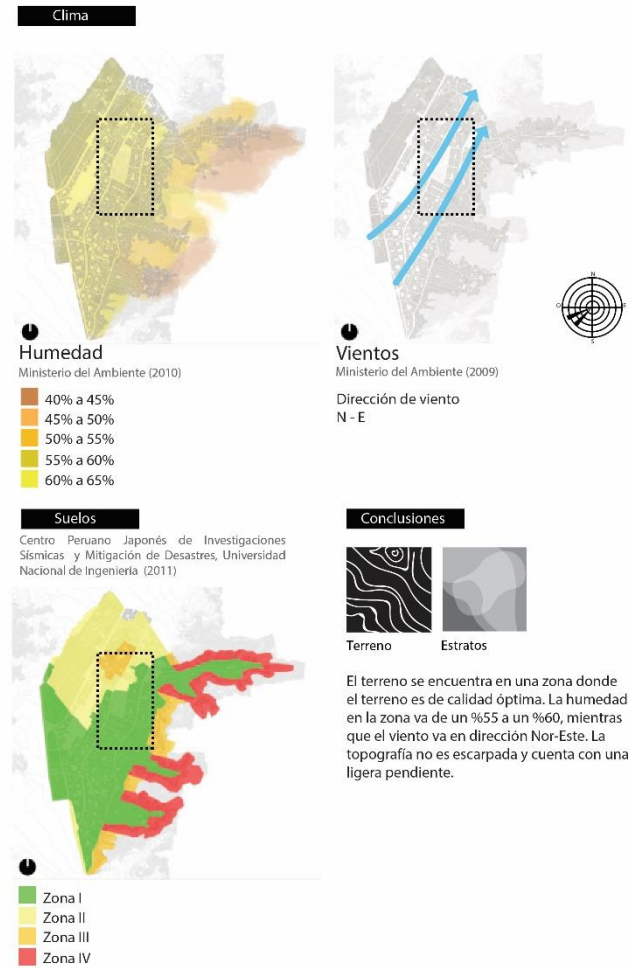 Clima
Humedad
Ministerio del Ambiente (2010)
40% a 45%
45% a 50%
50% a 55%
55% a 60%
60% a 65%
N
O
E
S
Vientos
Ministerio del Ambiente (2009)
Dirección de viento
N - E
Suelos
Centro Peruano Japonés de Investigaciones
Sísmicas y Mitigación de Desastres, Universidad
Nacional de Ingeniería (2011)
Zona I
Zona II
Zona III
Zona IV
Conclusiones
Terreno
Estratos
El terreno se encuentra en una zona donde
el terreno es de calidad óptima. La humedad
en la zona va de un %55 a un %60, mientras
que el viento va en dirección Nor-Este. La
topografía no es escarpada y cuenta con una
ligera pendiente.